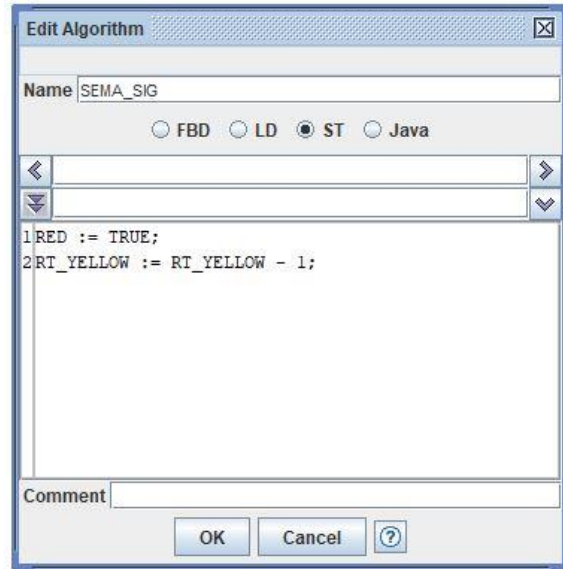 Edit Algorithm
Name SEMA_SIG
FBD LD ST Java
1 RED := TRUE;
2 RT_YELLOW := RT_YELLOW - 1;
Comment
OK Cancel ?